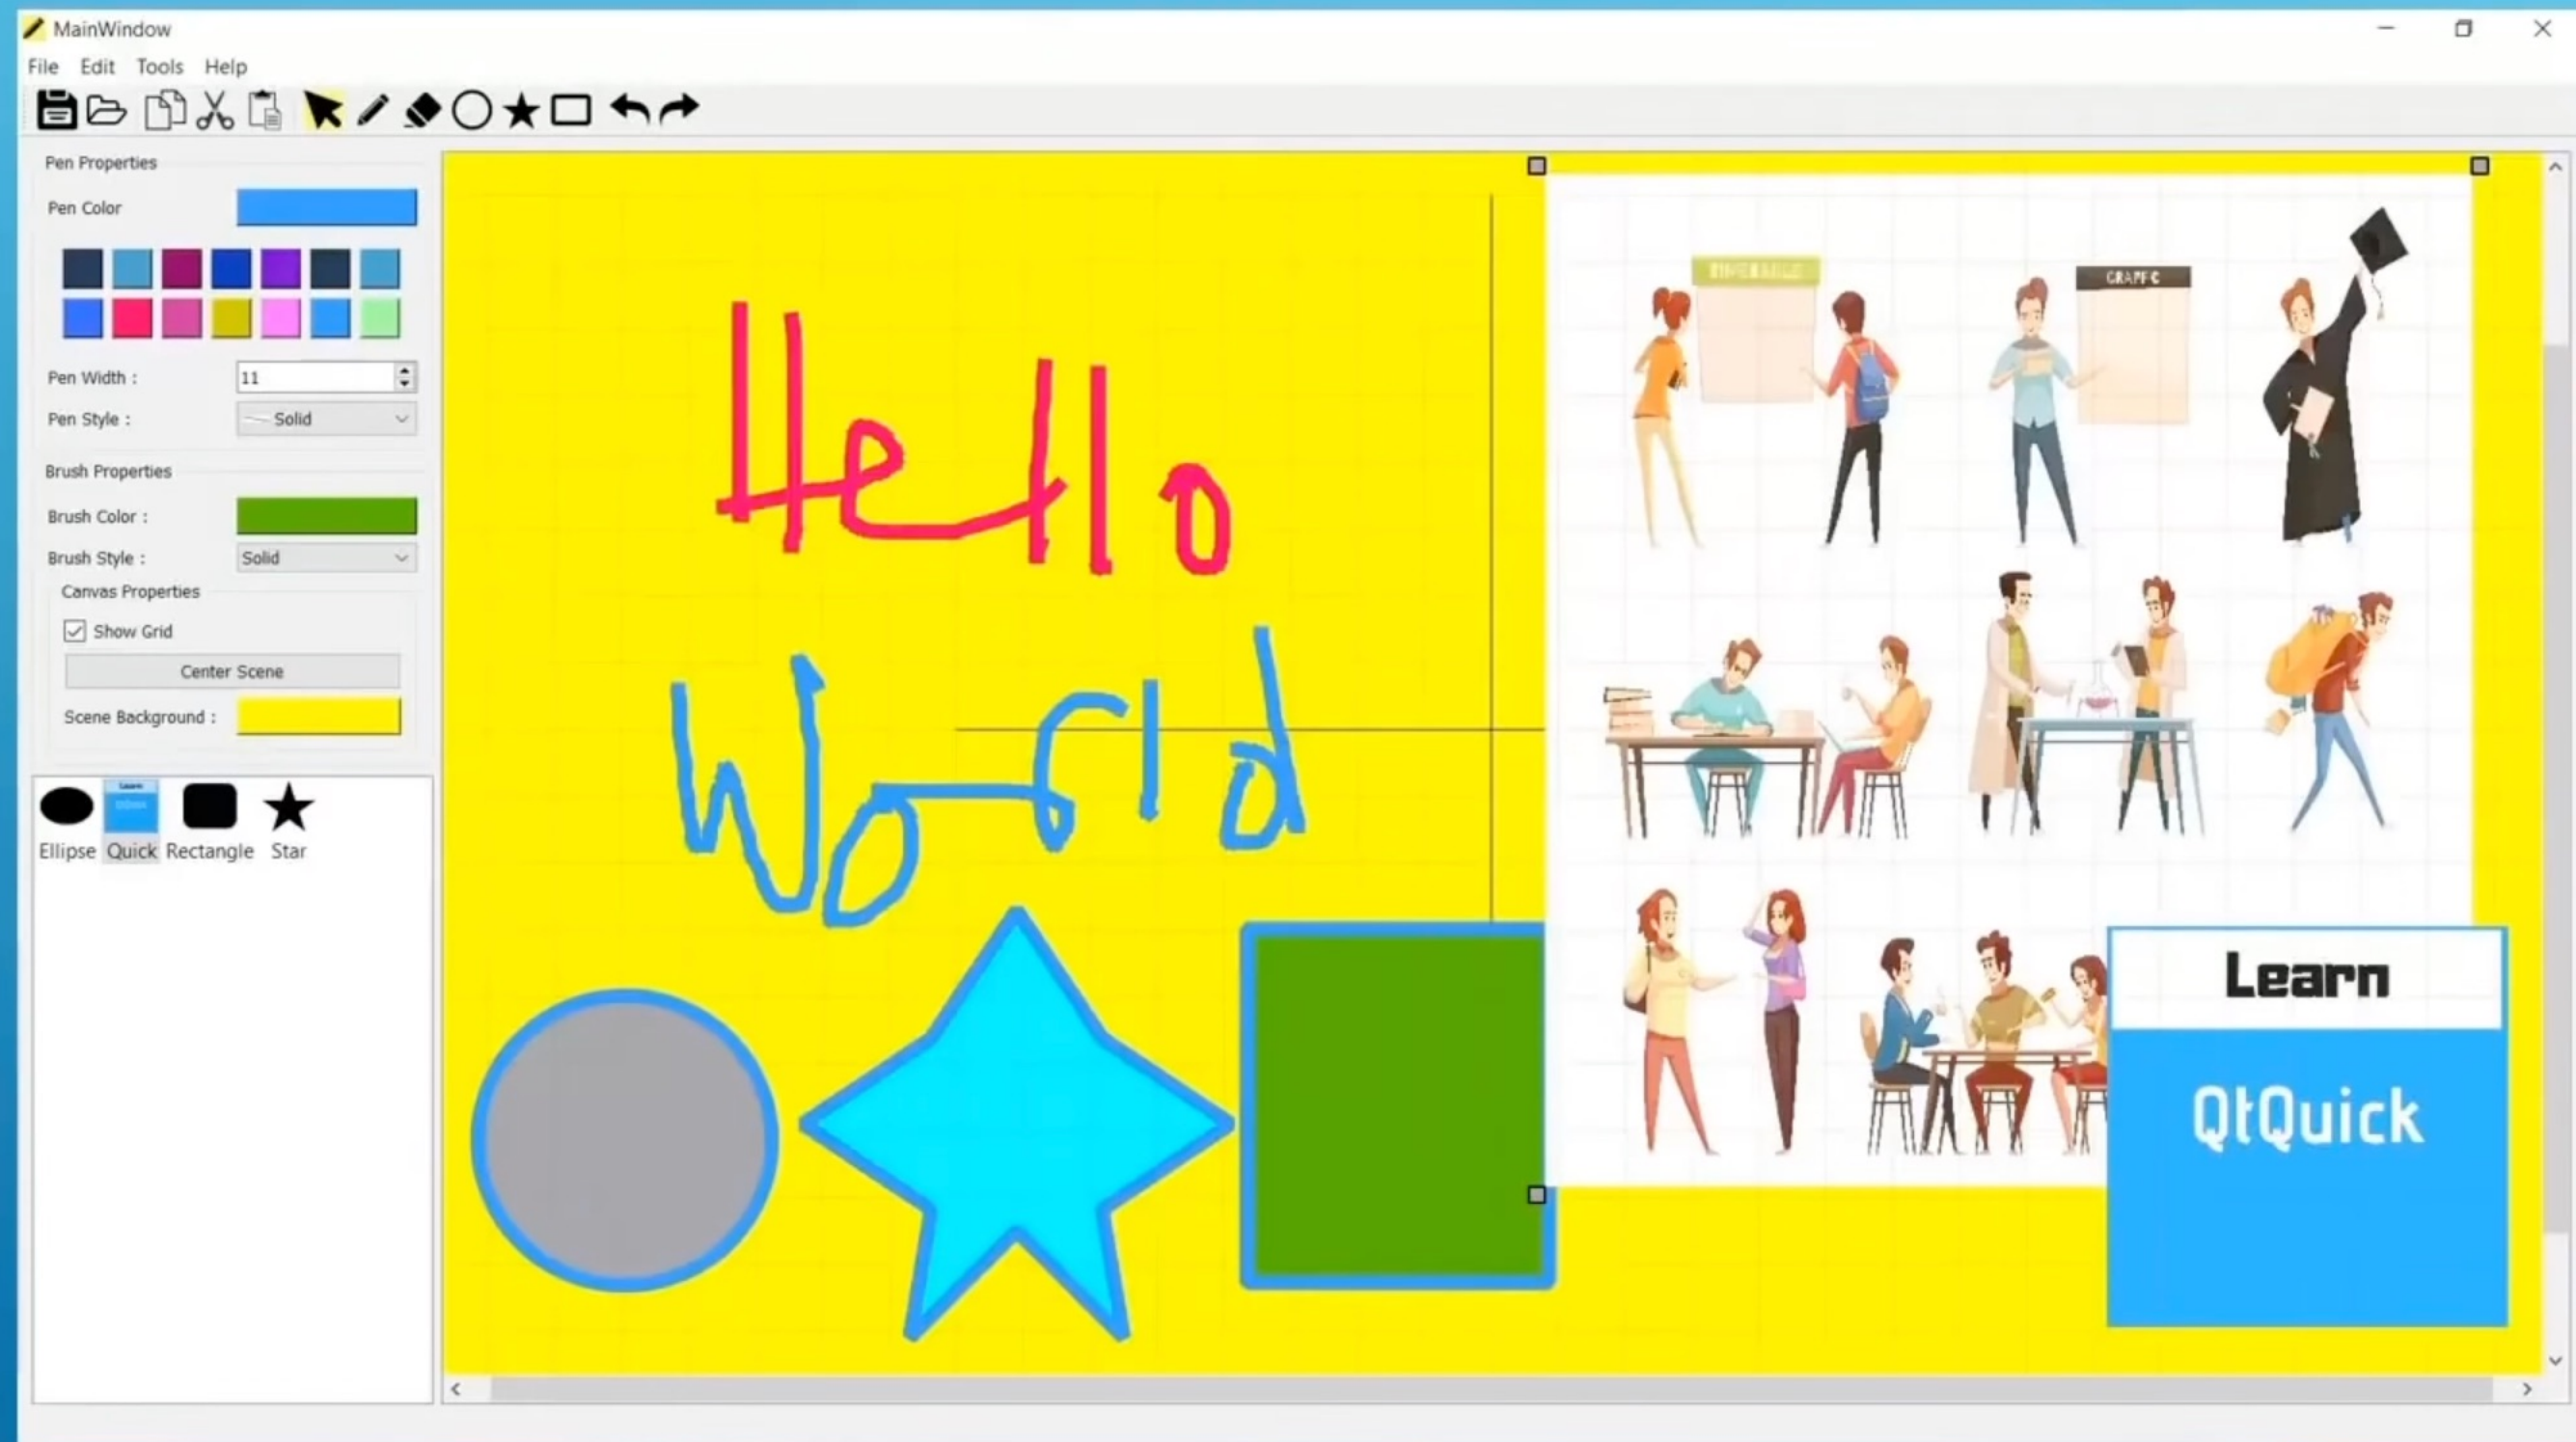 MainWindow
File Edit Tools Help
Pen Properties
Pen Color
Pen Width :
11
Pen Style :
Solid
Brush Properties
Brush Color :
Brush Style :
Solid
Canvas Properties
Show Grid
Center Scene
Scene Background :
Learn
Ellipse Quick Rectangle Star
Hello
World
Learn
QtQuick